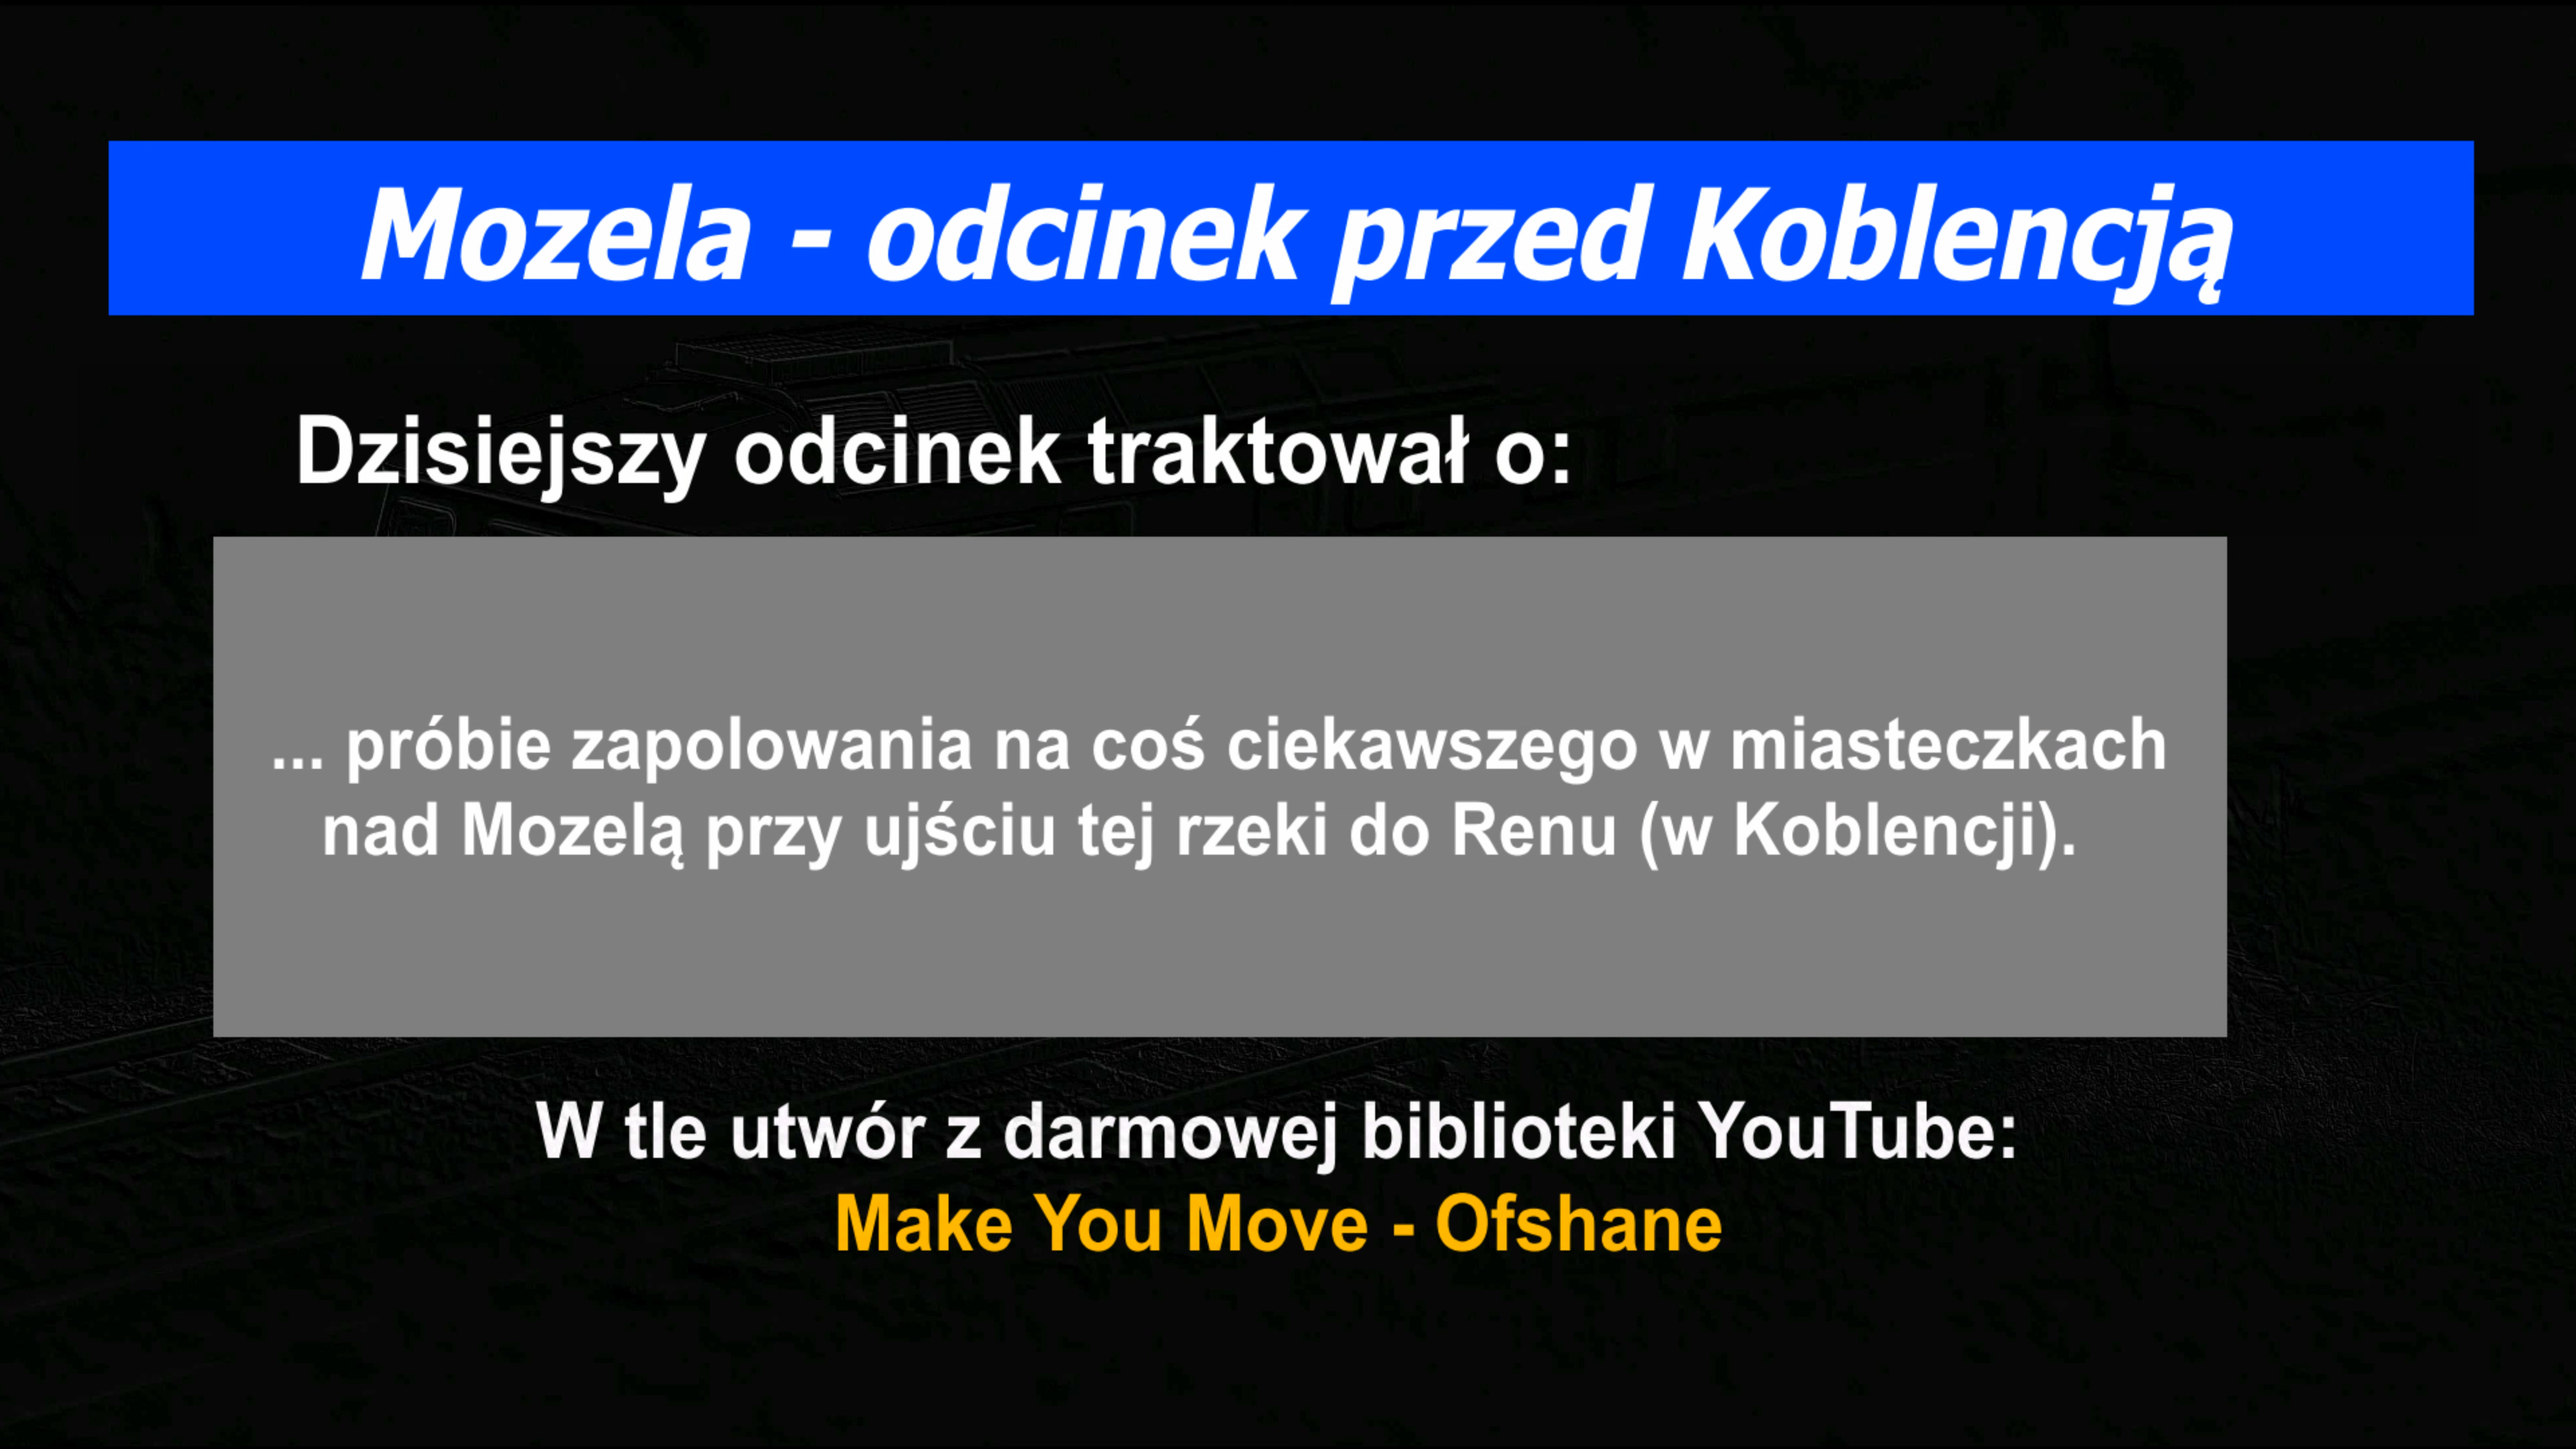 Mozela - odcinek przed Koblencją
Dzisiejszy odcinek traktował o:
... próbie zapolowania na coś ciekawszego w miasteczkach
nad Mozelą przy ujściu tej rzeki do Renu (w Koblencji).
W tle utwór z darmowej biblioteki YouTube:
Make You Move - Ofshane